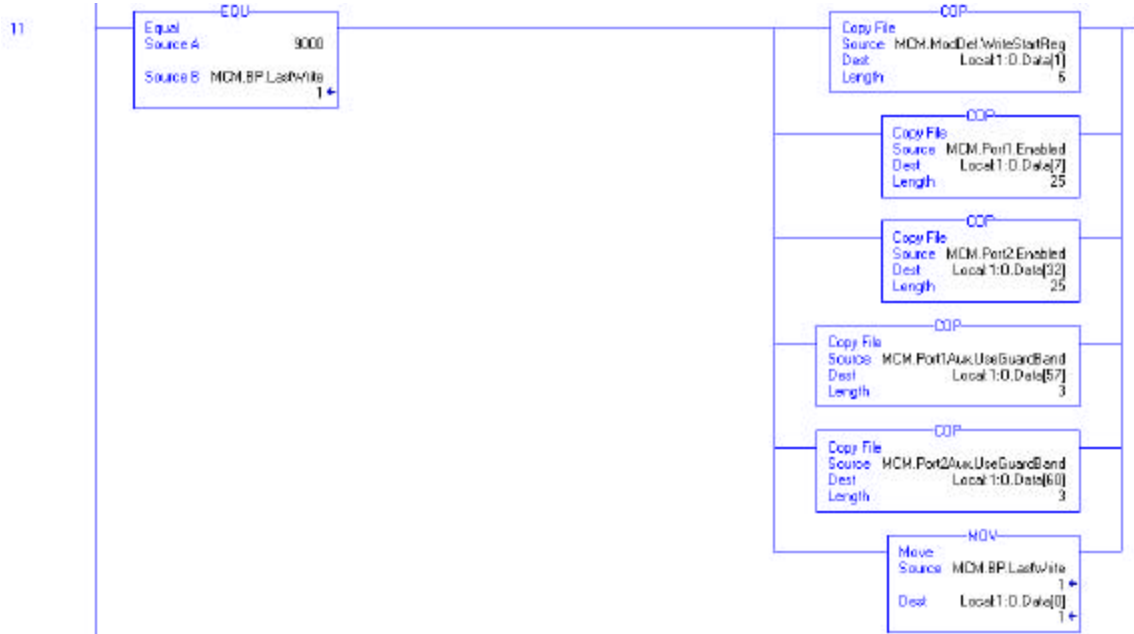 EQU
11
Equal
Source A 9000
Source B MCM.BP.LastWrite
1
COP
Copy File
Source MCM.ModDef.WriteStartReg
Dest Local:1:O.Data[1]
Length 6
COP
Copy File
Source MCM.Port1.Enabled
Dest Local:1:O.Data[7]
Length 25
COP
Copy File
Source MCM.Port2.Enabled
Dest Local:1:O.Data[32]
Length 25
COP
Copy File
Source MCM.Port1Aux.UseGuardBand
Dest Local:1:O.Data[57]
Length 3
COP
Copy File
Source MCM.Port2Aux.UseGuardBand
Dest Local:1:O.Data[60]
Length 3
MOV
Move
Source MCM.BP.LastWrite
1
Dest Local:1:O.Data[0]
1